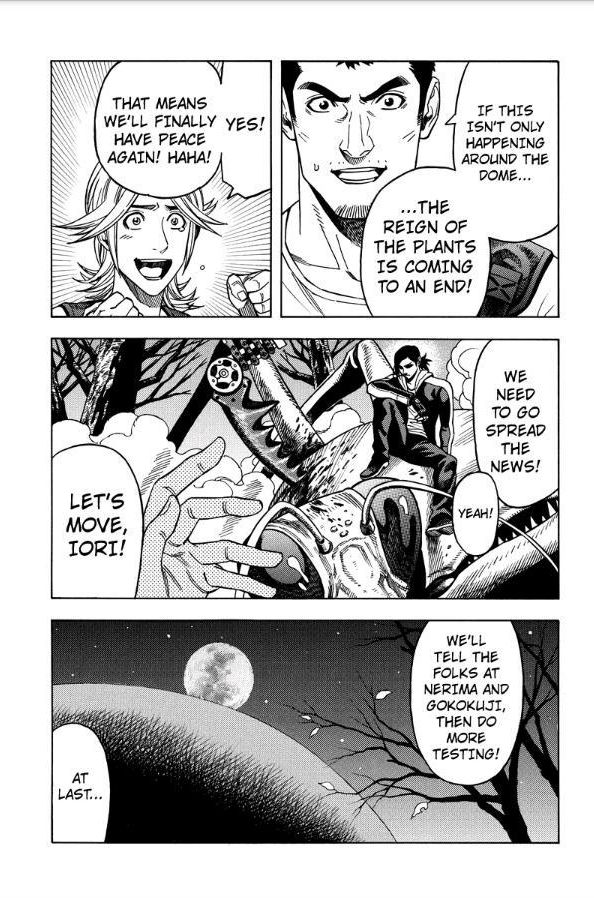 IF THIS
ISN'T ONLY
HAPPENING
AROUND THE
DOME...
...THE
REIGN OF
THE PLANTS
IS COMING
TO AN END!
YES!
THAT MEANS
WE'LL FINALLY
HAVE PEACE
AGAIN! HAHA!
WE
NEED
TO GO
SPREAD
THE
NEWS!
YEAH!
LET'S
MOVE,
IORI!
WE'LL
TELL THE
FOLKS AT
NERIMA AND
GOKOKUJI,
THEN DO
MORE
TESTING!
AT
LAST...